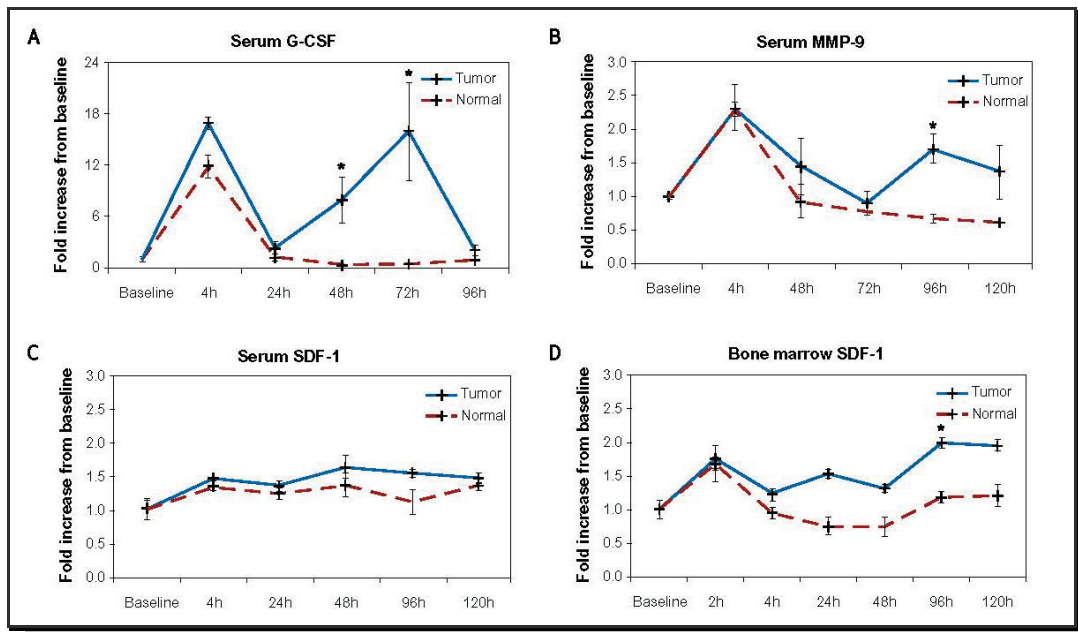 A
Serum G-CSF
Fold increase from baseline
24
18
12
6
0
Tumor
Normal
*
*
Baseline 4h 24h 48h 72h 96h
B
Serum MMP-9
Fold increase from baseline
3.0
2.5
2.0
1.5
1.0
0.5
0.0
Tumor
Normal
*
Baseline 4h 48h 72h 96h 120h
C
Serum SDF-1
Fold increase from baseline
3.0
2.5
2.0
1.5
1.0
0.5
0.0
Tumor
Normal
Baseline 4h 24h 48h 96h 120h
D
Bone marrow SDF-1
Fold increase from baseline
3.0
2.5
2.0
1.5
1.0
0.5
0.0
Tumor
Normal
*
Baseline 2h 4h 24h 48h 96h 120h